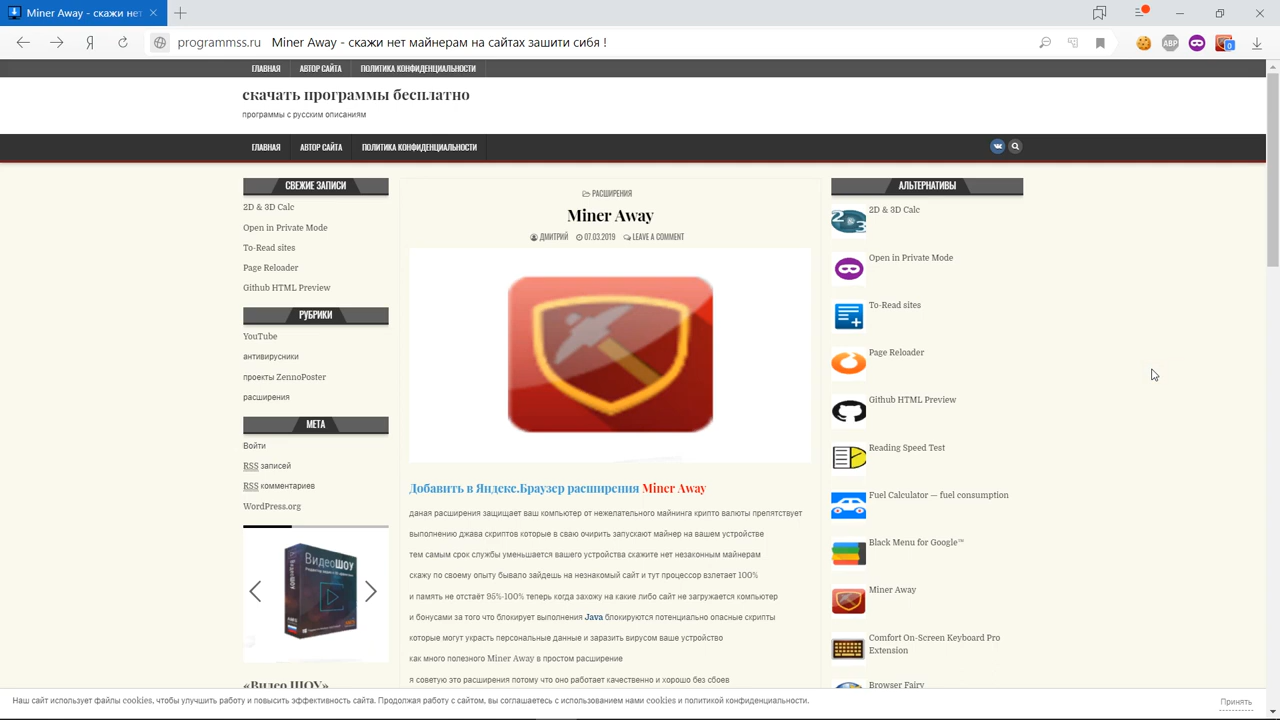 Miner Away - скажи нет
programmss.ru Miner Away - скажи нет майнерам на сайтах зашити сибя !
ABP
0
ГЛАВНАЯ АВТОР САЙТА ПОЛИТИКА КОНФИДЕНЦИАЛЬНОСТИ
скачать программы бесплатно
программы с русским описаниям
ГЛАВНАЯ АВТОР САЙТА ПОЛИТИКА КОНФИДЕНЦИАЛЬНОСТИ
СВЕЖИЕ ЗАПИСИ
2D & 3D Calc
Open in Private Mode
To-Read sites
Page Reloader
Github HTML Preview
РУБРИКИ
YouTube
антивирусники
проекты ZennoPoster
расширения
МЕТА
Войти
RSS записей
RSS комментариев
WordPress.org
ВидеоШОУ
«Видео ШОУ»
РАСШИРЕНИЯ
Miner Away
ДМИТРИЙ 07.03.2019 LEAVE A COMMENT
Добавить в Яндекс.Браузер расширения Miner Away
даная расширения защищает ваш компьютер от нежелательного майнинга крипто валюты препятствует
выполнению джава скриптов которые в сваю очирить запускают майнер на вашем устройстве
тем самым срок службы уменьшается вашего устройства скажите нет незаконным майнерам
скажу по своему опыту бывало зайдешь на незнакомый сайт и тут процессор взлетает 100%
и память не отстаёт 95%-100% теперь когда захожу на какие либо сайт не загружается компьютер
и бонусами за того что блокирует выполнения Java блокируются потенциально опасные скрипты
которые могут украсть персональные данные и заразить вирусом ваше устройство
как много полезного Miner Away в простом расширение
я советую это расширения потому что оно работает качественно и хорошо без сбоев
АЛЬТЕРНАТИВЫ
2D & 3D Calc
Open in Private Mode
To-Read sites
Page Reloader
Github HTML Preview
Reading Speed Test
Fuel Calculator — fuel consumption
Black Menu for Google™
Miner Away
Comfort On-Screen Keyboard Pro
Extension
Browser Fairy
Наш сайт использует файлы cookies, чтобы улучшить работу и повысить эффективность сайта. Продолжая работу с сайтом, вы соглашаетесь с использованием нами cookies и политикой конфиденциальности.
Принять